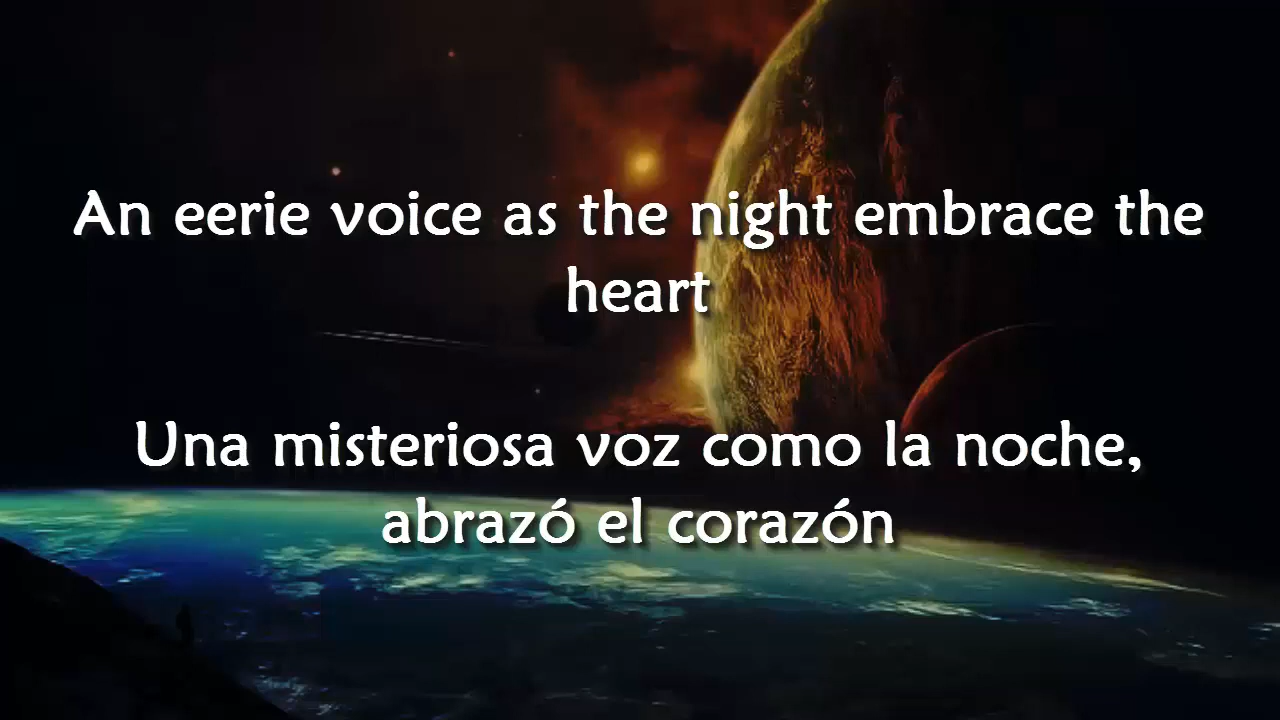 An eerie voice as the night embrace the
heart
Una misteriosa voz como la noche,
abrazó el corazón